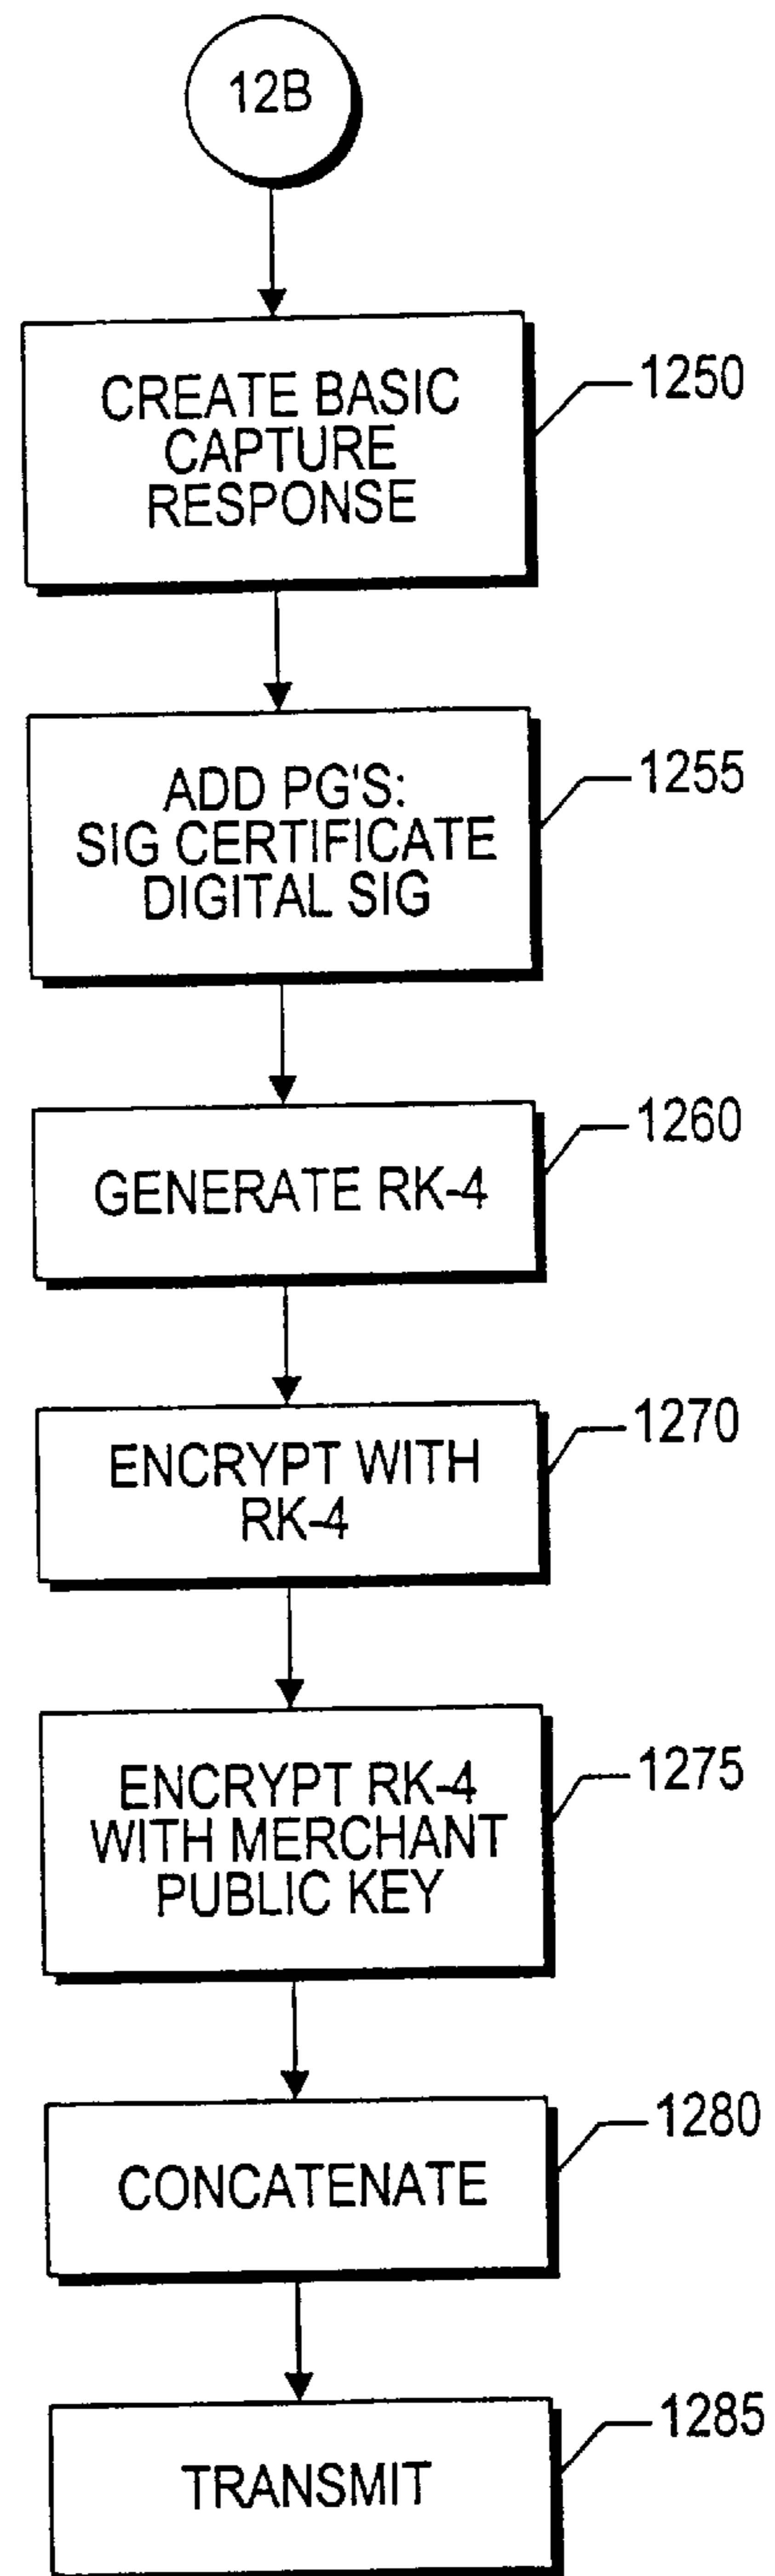 12B
CREATE BASIC
CAPTURE
RESPONSE
1250
ADD PG'S:
SIG CERTIFICATE
DIGITAL SIG
1255
GENERATE RK-4
1260
ENCRYPT WITH
RK-4
1270
ENCRYPT RK-4
WITH MERCHANT
PUBLIC KEY
1275
CONCATENATE
1280
TRANSMIT
1285